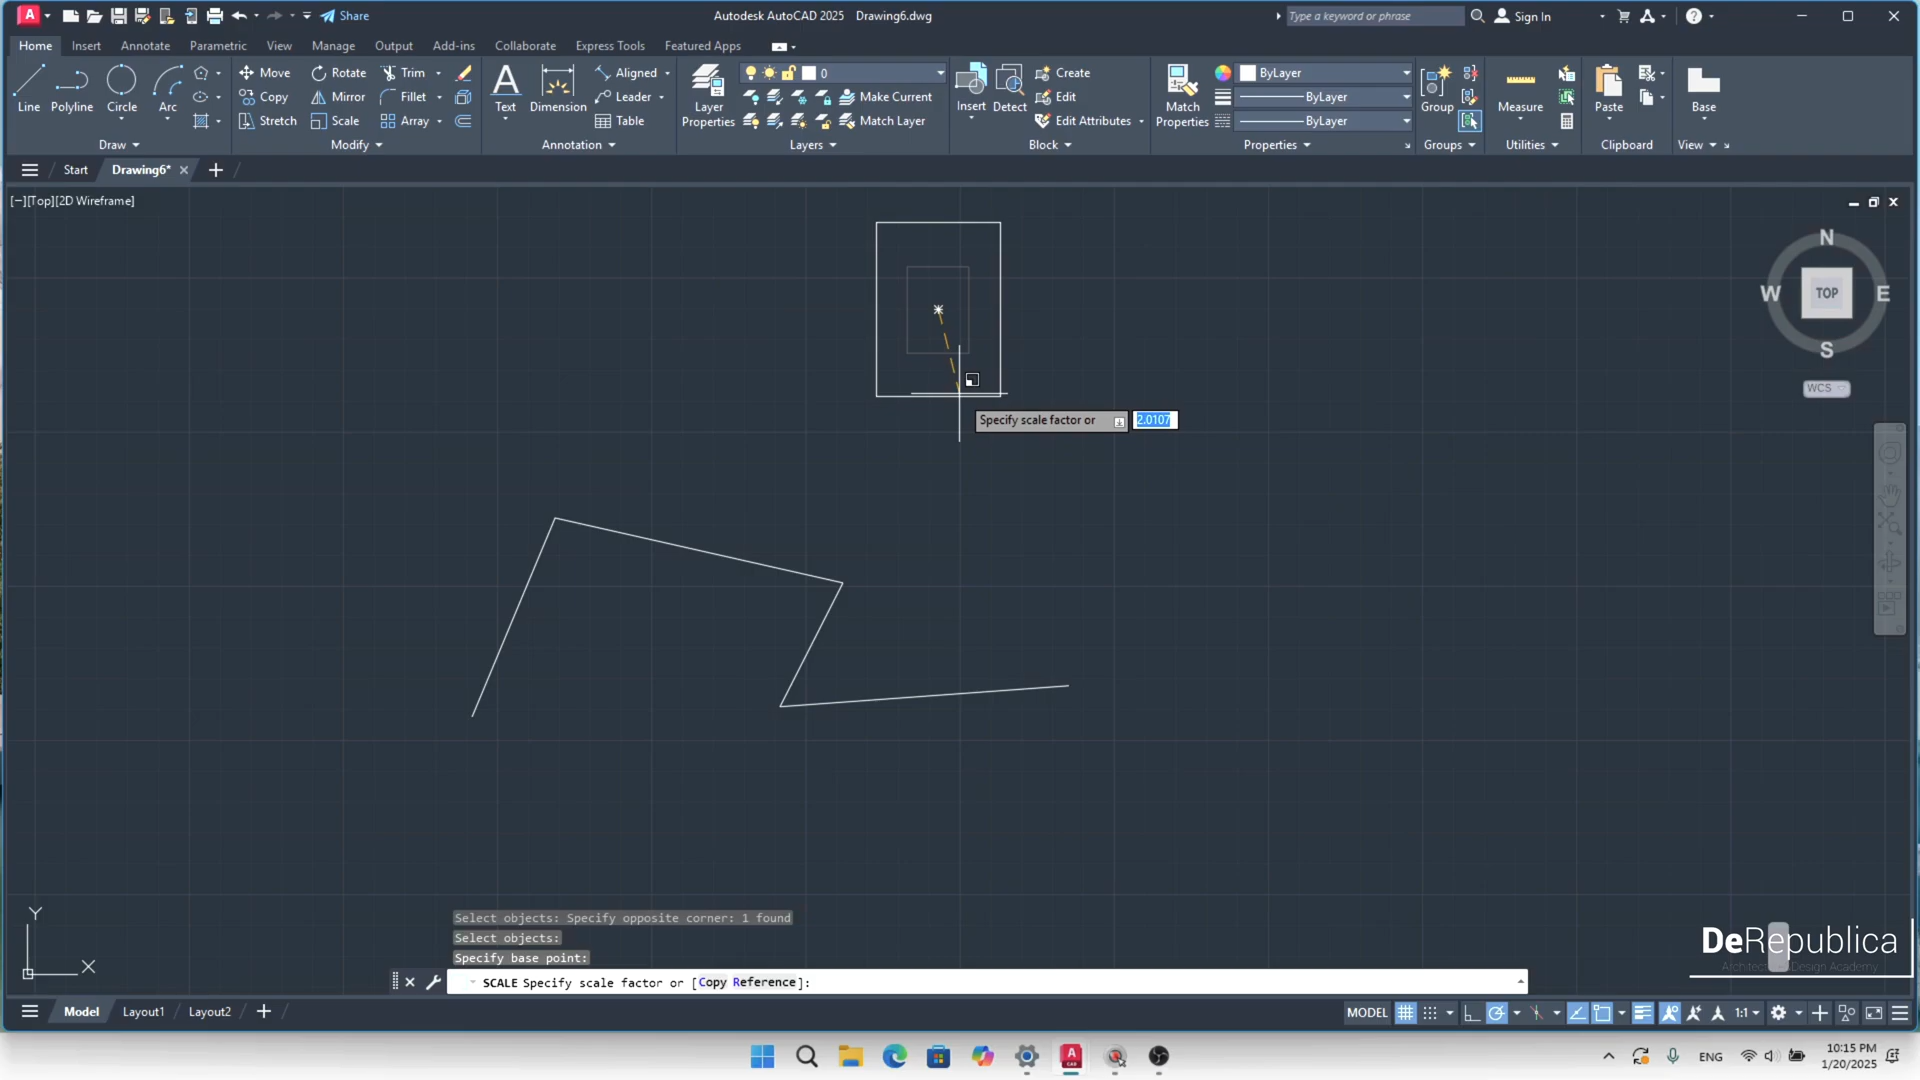 Share
Autodesk AutoCAD 2025 Drawing6.dwg
Type a keyword or phrase
Sign In
Home Insert Annotate Parametric View Manage Output Add-ins Collaborate Express Tools Featured Apps
Line Polyline Circle Arc
Move Rotate Trim
Copy Mirror Fillet
Stretch Scale Array
Text Dimension
Aligned
Leader
Table
Layer Properties
0
Make Current
Match Layer
Insert Detect
Create
Edit
Edit Attributes
Match Properties
ByLayer
ByLayer
ByLayer
Group
Measure
Paste
Base
Draw Modify Annotation Layers Block Properties Groups Utilities Clipboard View
Start Drawing6*
[−][Top][2D Wireframe]
N
W TOP E
S
WCS
Specify scale factor or 2.0107
Y
X
Select objects: Specify opposite corner: 1 found
Select objects:
Specify base point:
SCALE Specify scale factor or [Copy Reference]:
DeRepublica
Design Academy
Model Layout1 Layout2
MODEL 1:1
ENG
10:15 PM
1/20/2025